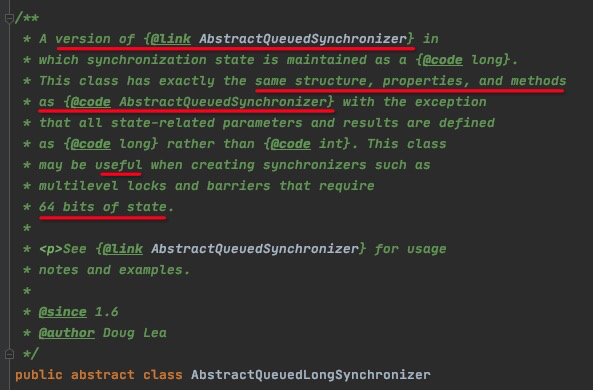 /**
 * A version of {@link AbstractQueuedSynchronizer} in
 * which synchronization state is maintained as a {@code long}.
 * This class has exactly the same structure, properties, and methods
 * as {@code AbstractQueuedSynchronizer} with the exception
 * that all state-related parameters and results are defined
 * as {@code long} rather than {@code int}. This class
 * may be useful when creating synchronizers such as
 * multilevel locks and barriers that require
 * 64 bits of state.
 *
 * <p>See {@link AbstractQueuedSynchronizer} for usage
 * notes and examples.
 *
 * @since 1.6
 * @author Doug Lea
 */
public abstract class AbstractQueuedLongSynchronizer